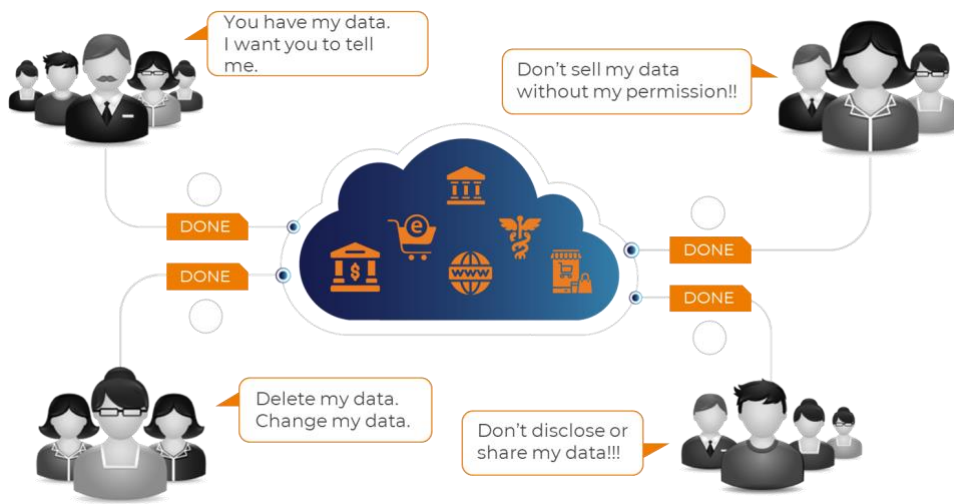 You have my data.
I want you to tell
me.
Don't sell my data
without my permission!!
DONE
DONE
DONE
DONE
e
$
www
Delete my data.
Change my data.
Don't disclose or
share my data!!!